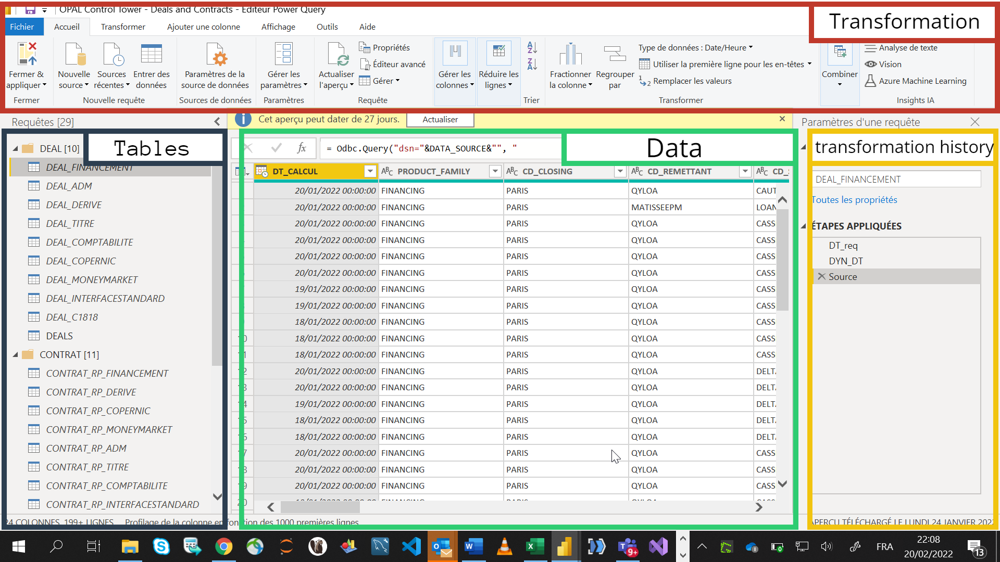 OPAL Control Tower - Deals and Contracts - Éditeur Power Query
Transformation
Fichier Accueil Transformer Ajouter une colonne Affichage Outils Aide
Fermer & appliquer
Nouvelle source
Sources récentes
Entrer des données
Paramètres de la source de données
Gérer les paramètres
Actualiser l'aperçu
Propriétés
Éditeur avancé
Gérer
Gérer les colonnes
Réduire les lignes
A Z
Z A
Fractionner la colonne
Regrouper par
Type de données : Date/Heure
Utiliser la première ligne pour les en-têtes
Remplacer les valeurs
Combiner
Analyse de texte
Vision
Azure Machine Learning
Fermer Nouvelle requête Sources de données Paramètres Requête Trier Transformer Insights IA
Requêtes [29]
Cet aperçu peut dater de 27 jours. Actualiser
Paramètres d'une requête
Tables
Data
transformation history
DEAL [10]
DEAL_FINANCEMENT
DEAL_ADM
DEAL_DERIVE
DEAL_TITRE
DEAL_COMPTABILITE
DEAL_COPERNIC
DEAL_MONEYMARKET
DEAL_INTERFACESTANDARD
DEAL_C1818
DEALS
CONTRAT [11]
CONTRAT_RP_FINANCEMENT
CONTRAT_RP_DERIVE
CONTRAT_RP_COPERNIC
CONTRAT_RP_MONEYMARKET
CONTRAT_RP_ADM
CONTRAT_RP_TITRE
CONTRAT_RP_COMPTABILITE
CONTRAT_RP_INTERFACESTANDARD
fx = Odbc.Query("dsn="&DATA_SOURCE&"", "
DT_CALCUL ABC PRODUCT_FAMILY ABC CD_CLOSING ABC CD_REMETTANT ABC
20/01/2022 00:00:00 FINANCING PARIS QYLOA CAUT
20/01/2022 00:00:00 FINANCING PARIS MATISSEEPM LOAN
20/01/2022 00:00:00 FINANCING PARIS QYLOA CASS
20/01/2022 00:00:00 FINANCING PARIS QYLOA CASS
20/01/2022 00:00:00 FINANCING PARIS QYLOA CASS
20/01/2022 00:00:00 FINANCING PARIS QYLOA CASS
19/01/2022 00:00:00 FINANCING PARIS QYLOA CASS
19/01/2022 00:00:00 FINANCING PARIS QYLOA CASS
18/01/2022 00:00:00 FINANCING PARIS QYLOA CASS
18/01/2022 00:00:00 FINANCING PARIS QYLOA CASS
18/01/2022 00:00:00 FINANCING PARIS QYLOA CASS
20/01/2022 00:00:00 FINANCING PARIS QYLOA DELT
20/01/2022 00:00:00 FINANCING PARIS QYLOA DELT
19/01/2022 00:00:00 FINANCING PARIS QYLOA DELT
18/01/2022 00:00:00 FINANCING PARIS QYLOA DELT
18/01/2022 00:00:00 FINANCING PARIS QYLOA DELT
20/01/2022 00:00:00 FINANCING PARIS QYLOA CASS
20/01/2022 00:00:00 FINANCING PARIS QYLOA CASS
20/01/2022 00:00:00 FINANCING PARIS QYLOA CASS
DEAL_FINANCEMENT
Toutes les propriétés
ÉTAPES APPLIQUÉES
DT_req
DYN_DT
Source
24 COLONNES, 199+ LIGNES Profilage de la colonne en fonction des 1000 premières lignes
APERÇU TÉLÉCHARGÉ LE LUNDI 24 JANVIER 2022
9+
FRA
22:08
20/02/2022
13